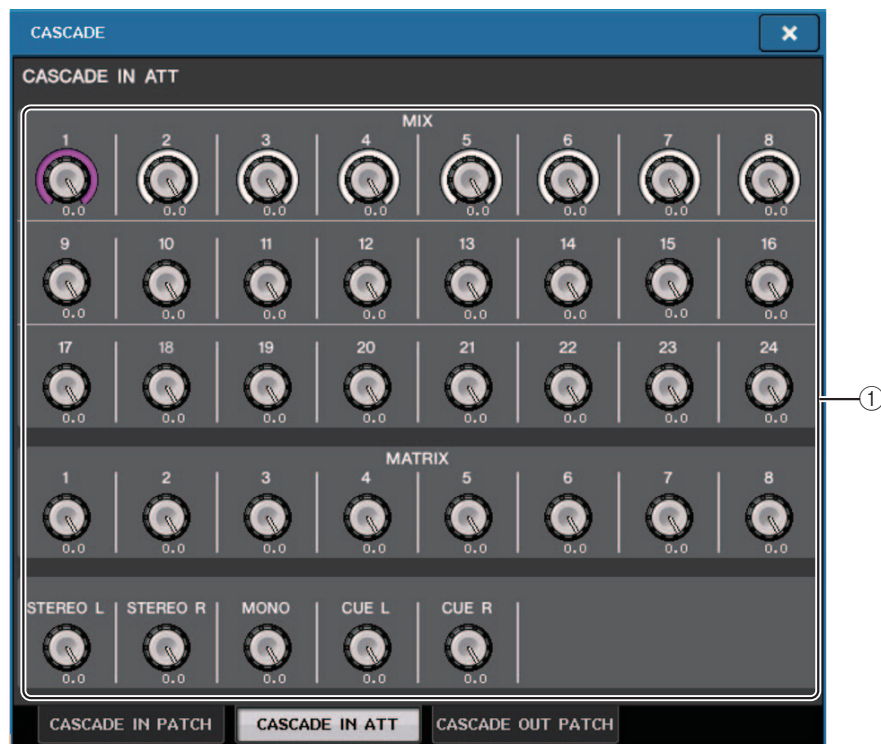 CASCADE
CASCADE IN ATT
MIX
1 2 3 4 5 6 7 8
0.0 0.0 0.0 0.0 0.0 0.0 0.0 0.0
9 10 11 12 13 14 15 16
0.0 0.0 0.0 0.0 0.0 0.0 0.0 0.0
17 18 19 20 21 22 23 24
0.0 0.0 0.0 0.0 0.0 0.0 0.0 0.0
①
MATRIX
1 2 3 4 5 6 7 8
0.0 0.0 0.0 0.0 0.0 0.0 0.0 0.0
STEREO L STEREO R MONO CUE L CUE R
0.0 0.0 0.0 0.0 0.0
CASCADE IN PATCH CASCADE IN ATT CASCADE OUT PATCH